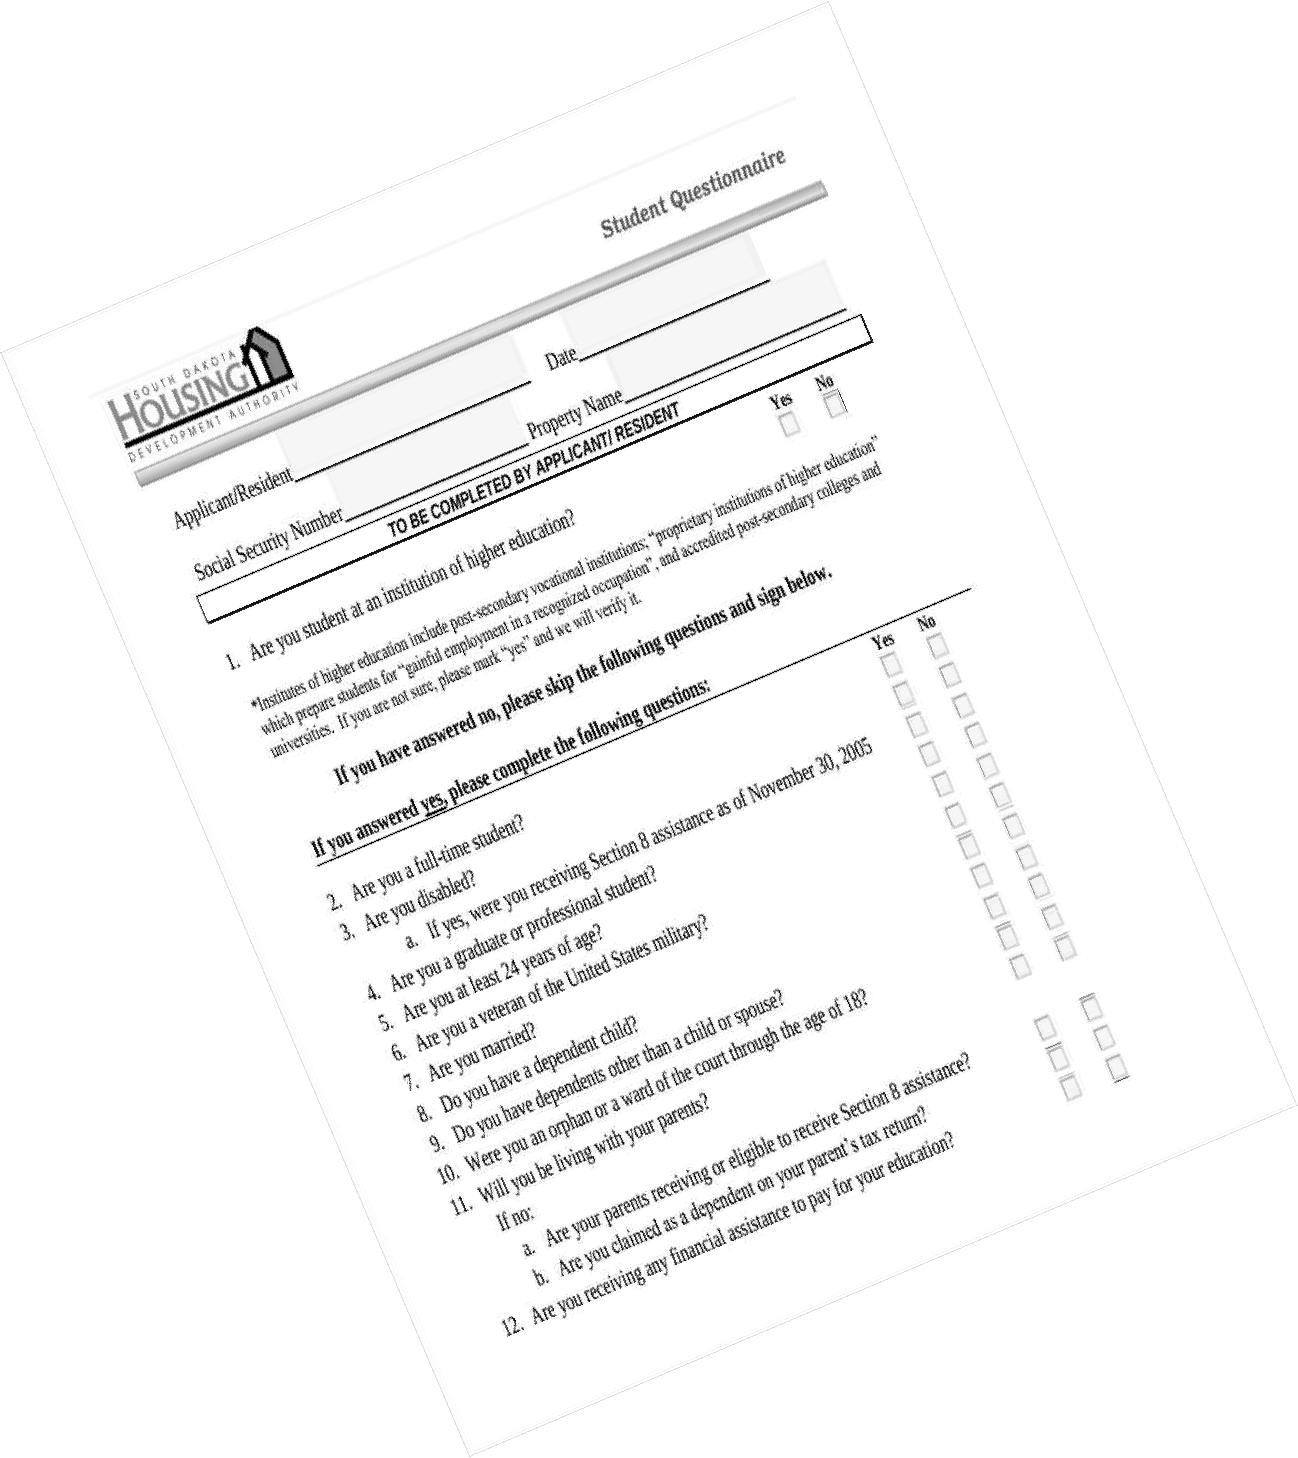 Student Questionnaire
SOUTH DAKOTA
HOUSING
DEVELOPMENT AUTHORITY
Applicant/Resident Date
Social Security Number Property Name
TO BE COMPLETED BY APPLICANT/ RESIDENT
Yes No
1. Are you student at an institution of higher education?
*Institutes of higher education include post-secondary vocational institutions; “proprietary institutions of higher education”
which prepare students for “gainful employment in a recognized occupation”, and accredited post-secondary colleges and
universities. If you are not sure, please mark “yes” and we will verify it.
If you have answered no, please skip the following questions and sign below.
If you answered yes, please complete the following questions:
Yes No
2. Are you a full-time student?
3. Are you disabled?
a. If yes, were you receiving Section 8 assistance as of November 30, 2005
4. Are you a graduate or professional student?
5. Are you at least 24 years of age?
6. Are you a veteran of the United States military?
7. Are you married?
8. Do you have a dependent child?
9. Do you have dependents other than a child or spouse?
10. Were you an orphan or a ward of the court through the age of 18?
11. Will you be living with your parents?
If no:
a. Are your parents receiving or eligible to receive Section 8 assistance?
b. Are you claimed as a dependent on your parent's tax return?
12. Are you receiving any financial assistance to pay for your education?